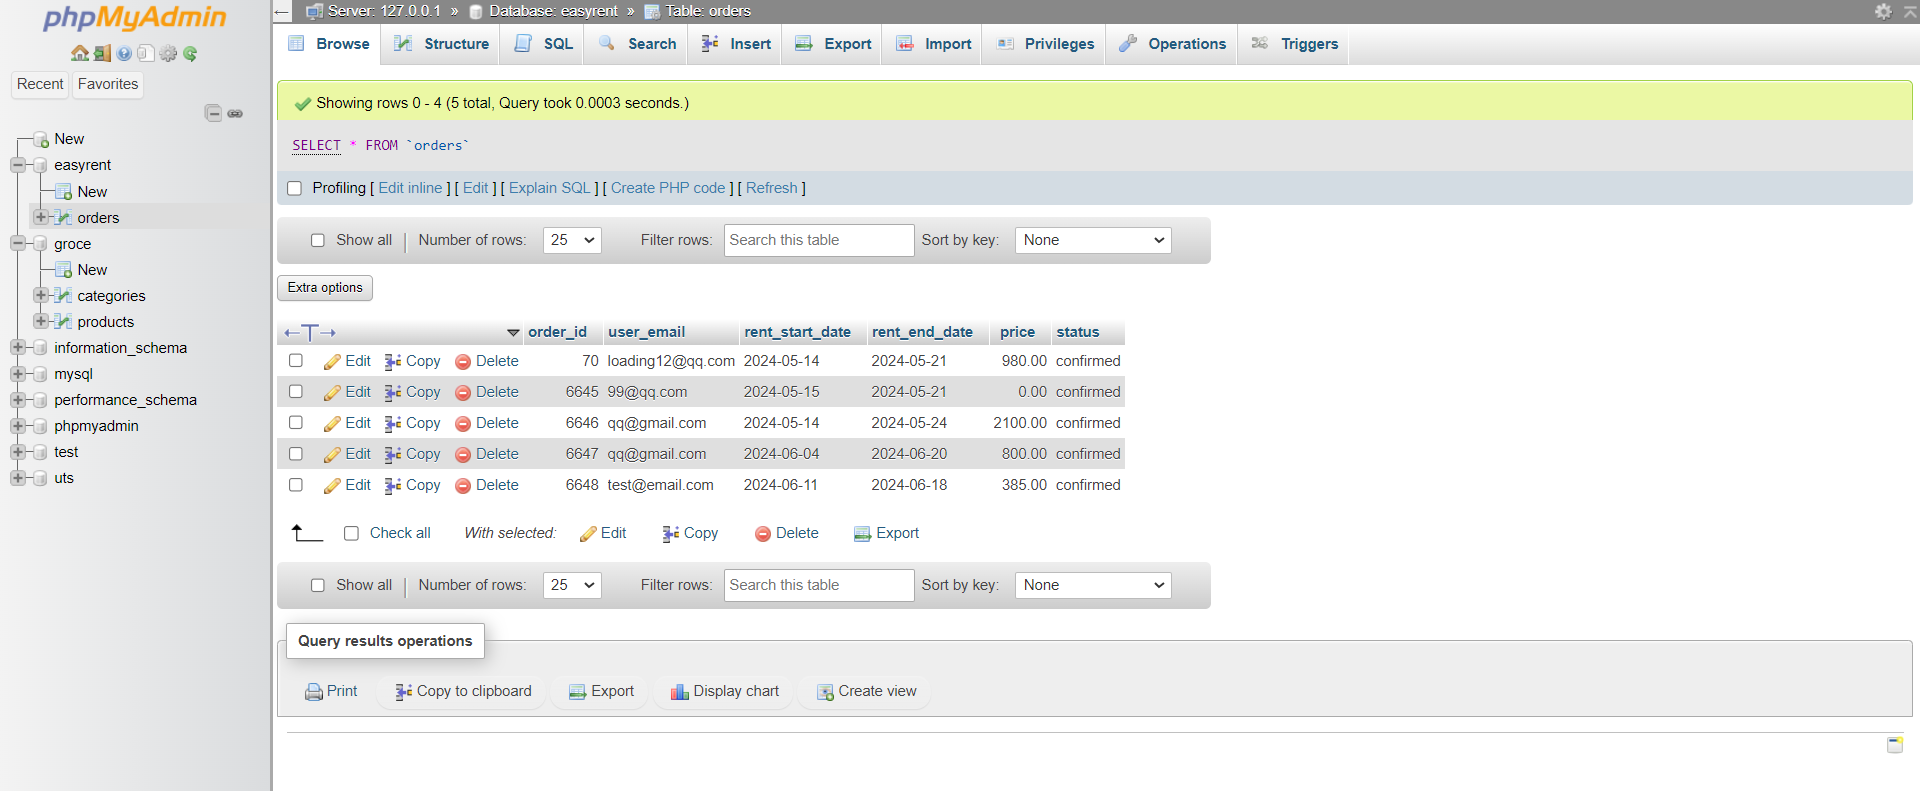 phpMyAdmin
Recent Favorites
New
easyrent
New
orders
groce
New
categories
products
information_schema
mysql
performance_schema
phpmyadmin
test
uts
Server: 127.0.0.1 » Database: easyrent » Table: orders
Browse Structure SQL Search Insert Export Import Privileges Operations Triggers
Showing rows 0 - 4 (5 total, Query took 0.0003 seconds.)
SELECT * FROM `orders`
Profiling [ Edit inline ] [ Edit ] [ Explain SQL ] [ Create PHP code ] [ Refresh ]
Show all Number of rows: 25 Filter rows: Search this table Sort by key: None
Extra options
←T→ order_id user_email rent_start_date rent_end_date price status
Edit Copy Delete 70 loading12@qq.com 2024-05-14 2024-05-21 980.00 confirmed
Edit Copy Delete 6645 99@qq.com 2024-05-15 2024-05-21 0.00 confirmed
Edit Copy Delete 6646 qq@gmail.com 2024-05-14 2024-05-24 2100.00 confirmed
Edit Copy Delete 6647 qq@gmail.com 2024-06-04 2024-06-20 800.00 confirmed
Edit Copy Delete 6648 test@email.com 2024-06-11 2024-06-18 385.00 confirmed
Check all With selected: Edit Copy Delete Export
Show all Number of rows: 25 Filter rows: Search this table Sort by key: None
Query results operations
Print Copy to clipboard Export Display chart Create view